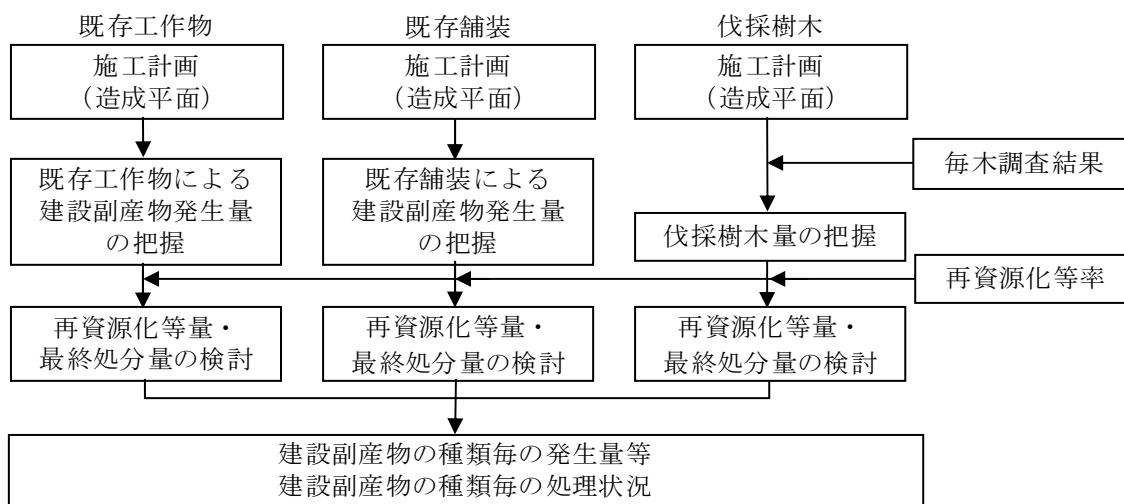 既存工作物
施工計画
（造成平面）
既存工作物による
建設副産物発生量
の把握
再資源化等量・
最終処分量の検討
既存舗装
施工計画
（造成平面）
既存舗装による
建設副産物発生量
の把握
再資源化等量・
最終処分量の検討
伐採樹木
施工計画
（造成平面）
毎木調査結果
伐採樹木量の把握
再資源化等率
再資源化等量・
最終処分量の検討
建設副産物の種類毎の発生量等
建設副産物の種類毎の処理状況